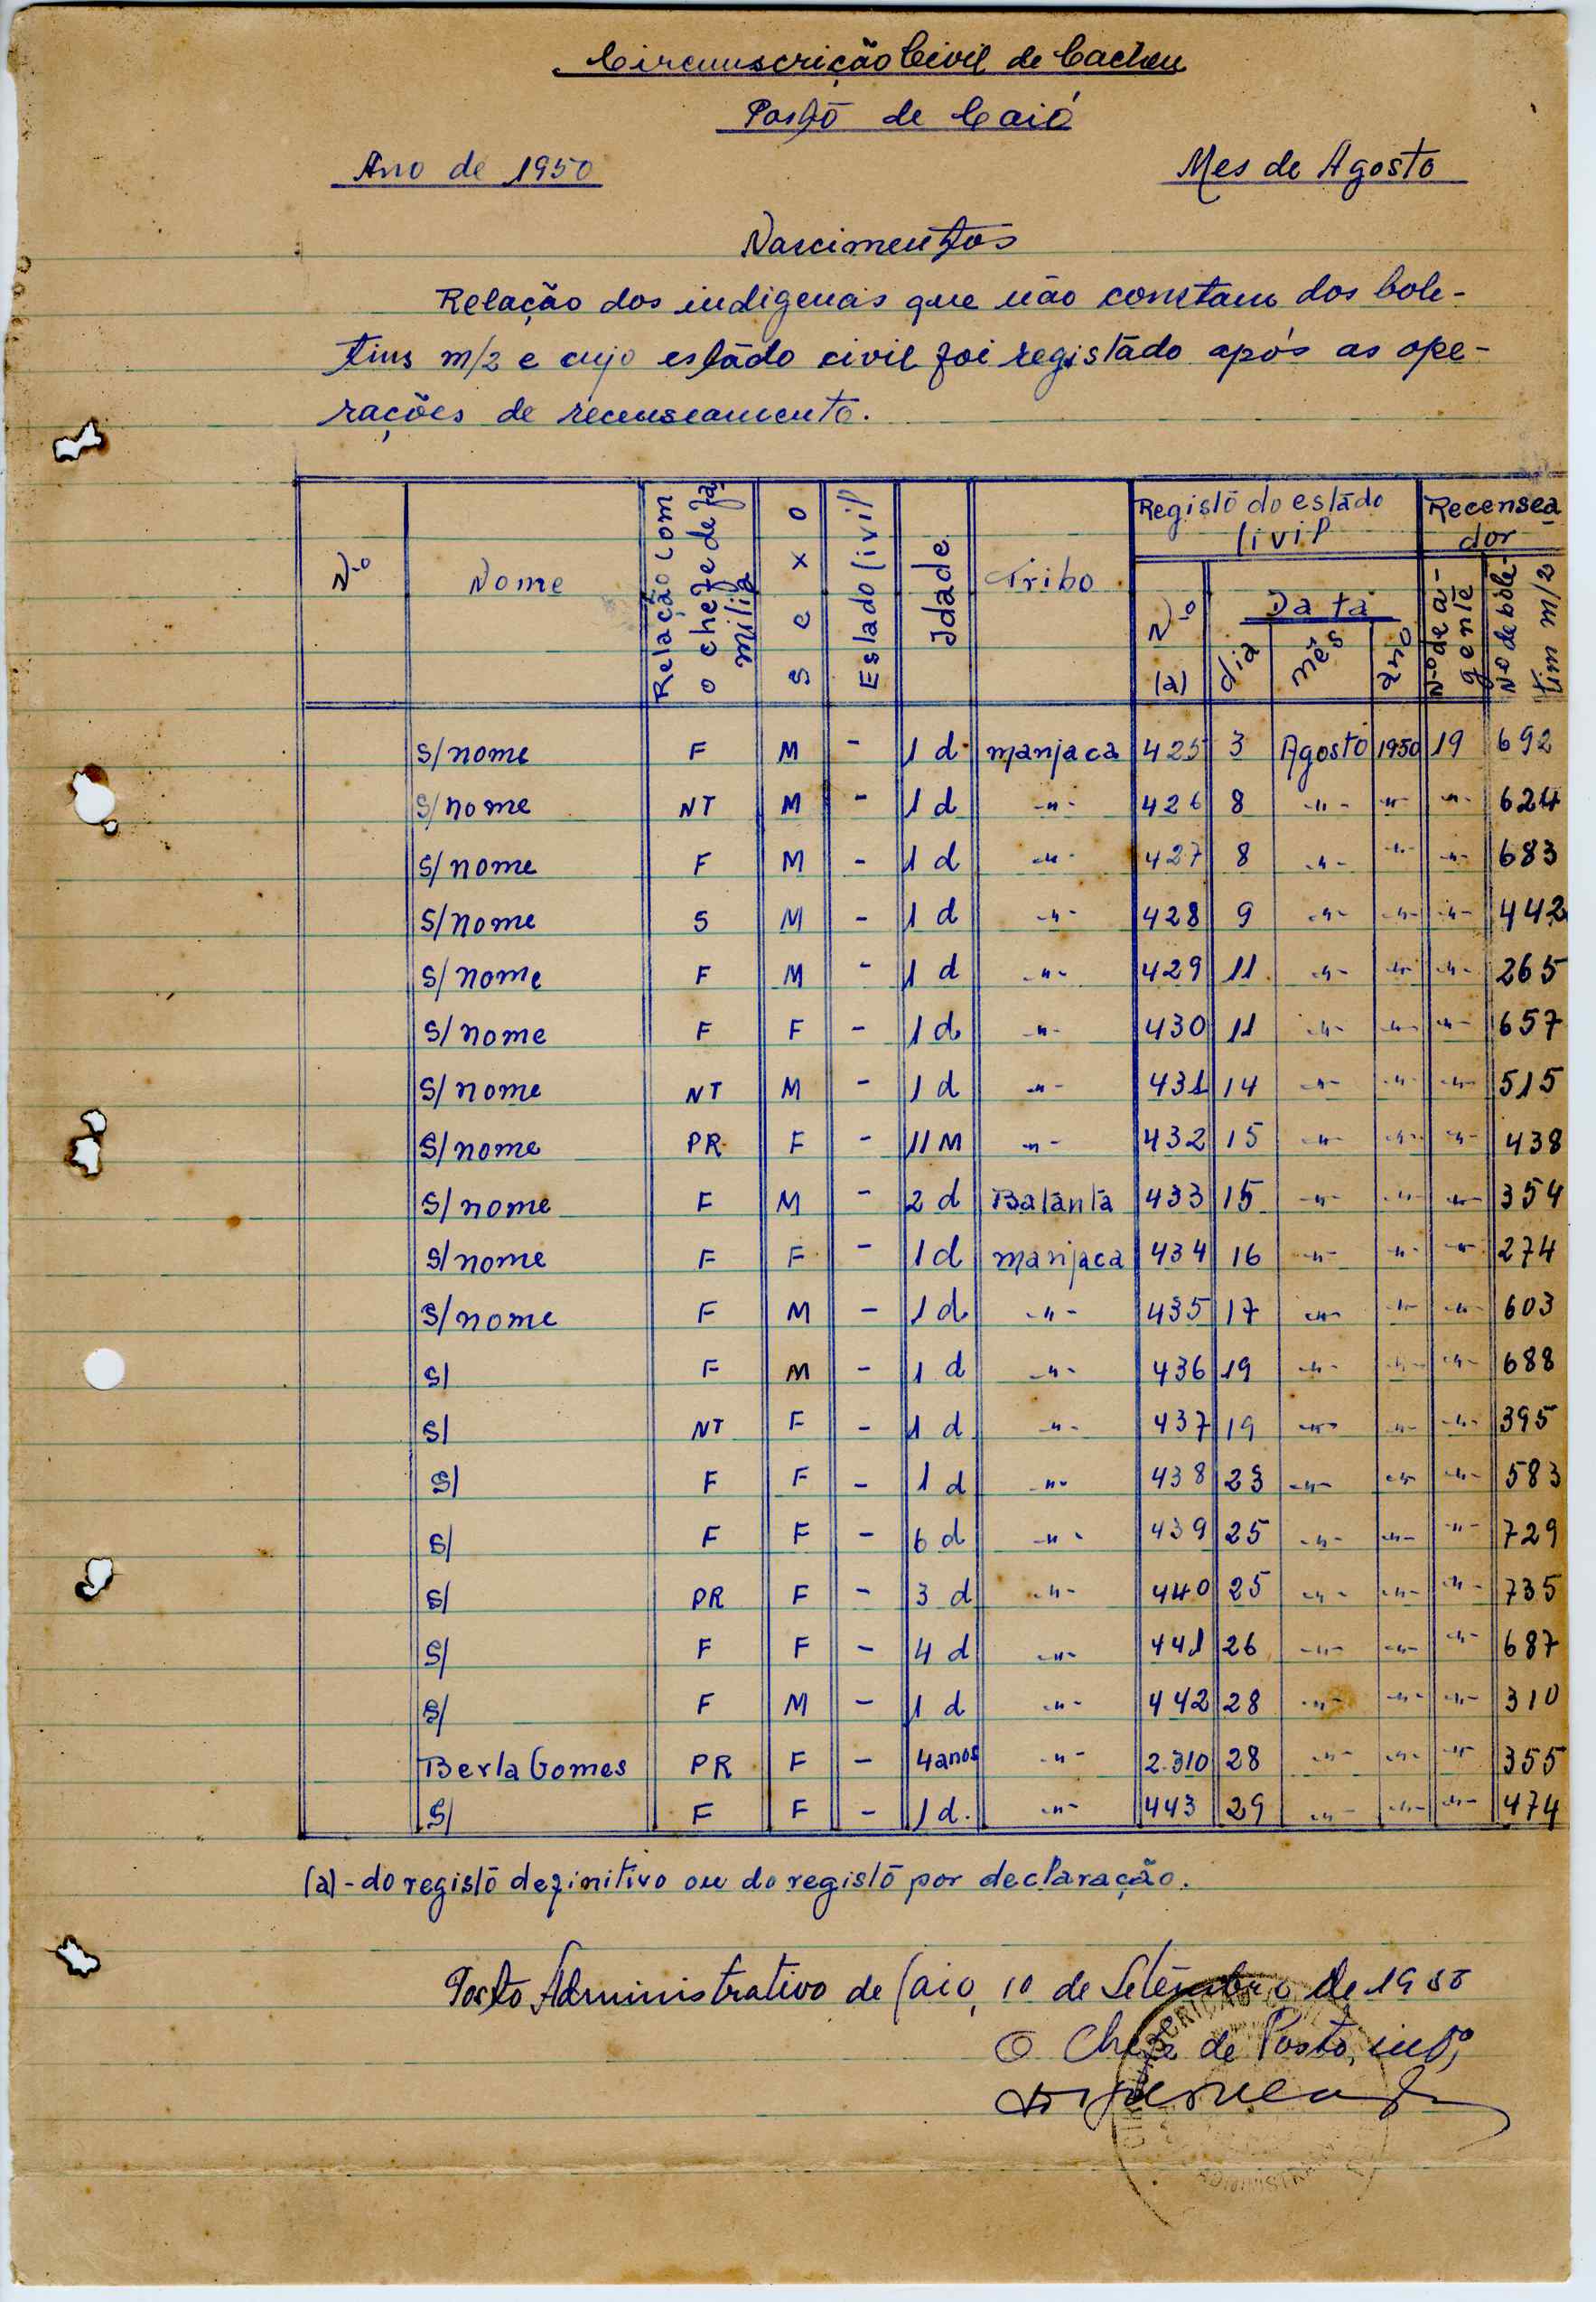 Circunscrição Civil de Cacheu
Posto de Caió
Ano de 1950 Mes de Agosto
Nascimentos
Relação dos indigenas que não constam dos bole-
tins m/2 e cujo estado civil foi registado após as ope-
rações de recenseamento.
Nº Nome Relação com o chefe de família Sexo Estado Civil Idade Tribo Registo do estado Civil Recenseador
Nº (a) Data dia mês ano Nº de agente Nº de boletim m/2
S/nome F M - 1 d. manjaca 425 3 Agosto 1950 19 692
S/nome NT M - 1 d -"- 426 8 -"- -"- -"- 624
S/nome F M - 1 d -"- 427 8 -"- -"- -"- 683
S/nome S M - 1 d -"- 428 9 -"- -"- -"- 442
S/nome F M - 1 d -"- 429 11 -"- -"- -"- 265
S/nome F F - 1 d -"- 430 11 -"- -"- -"- 657
S/nome NT M - 1 d -"- 431 14 -"- -"- -"- 515
S/nome PR F - 11 M -"- 432 15 -"- -"- -"- 438
S/nome F M - 2 d Balanta 433 15 -"- -"- -"- 354
S/nome F F - 1 d manjaca 434 16 -"- -"- -"- 274
S/nome F M - 1 d -"- 435 17 -"- -"- -"- 603
S/ F M - 1 d -"- 436 19 -"- -"- -"- 688
S/ NT F - 1 d -"- 437 19 -"- -"- -"- 395
S/ F F - 1 d -"- 438 23 -"- -"- -"- 583
S/ F F - 6 d -"- 439 25 -"- -"- -"- 729
S/ PR F - 3 d -"- 440 25 -"- -"- -"- 735
S/ F F - 4 d -"- 441 26 -"- -"- -"- 687
S/ F M - 1 d -"- 442 28 -"- -"- -"- 310
Berla Gomes PR F - 4 anos -"- 2.310 28 -"- -"- -"- 355
S/ F F - 1 d. -"- 443 29 -"- -"- -"- 474
(a) - do registo definitivo ou do registo por declaração.
Posto Administrativo de Caio, 10 de Setembro de 1950
O Chefe de Posto, intº,